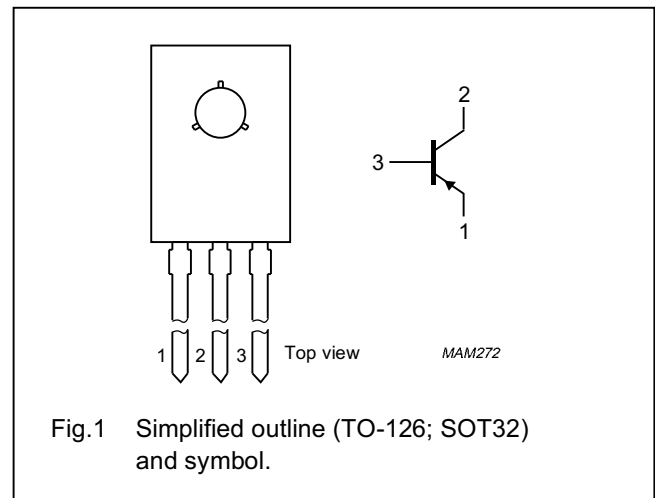 2
3
1
1 2 3 Top view MAM272
Fig.1 Simplified outline (TO-126; SOT32)
and symbol.